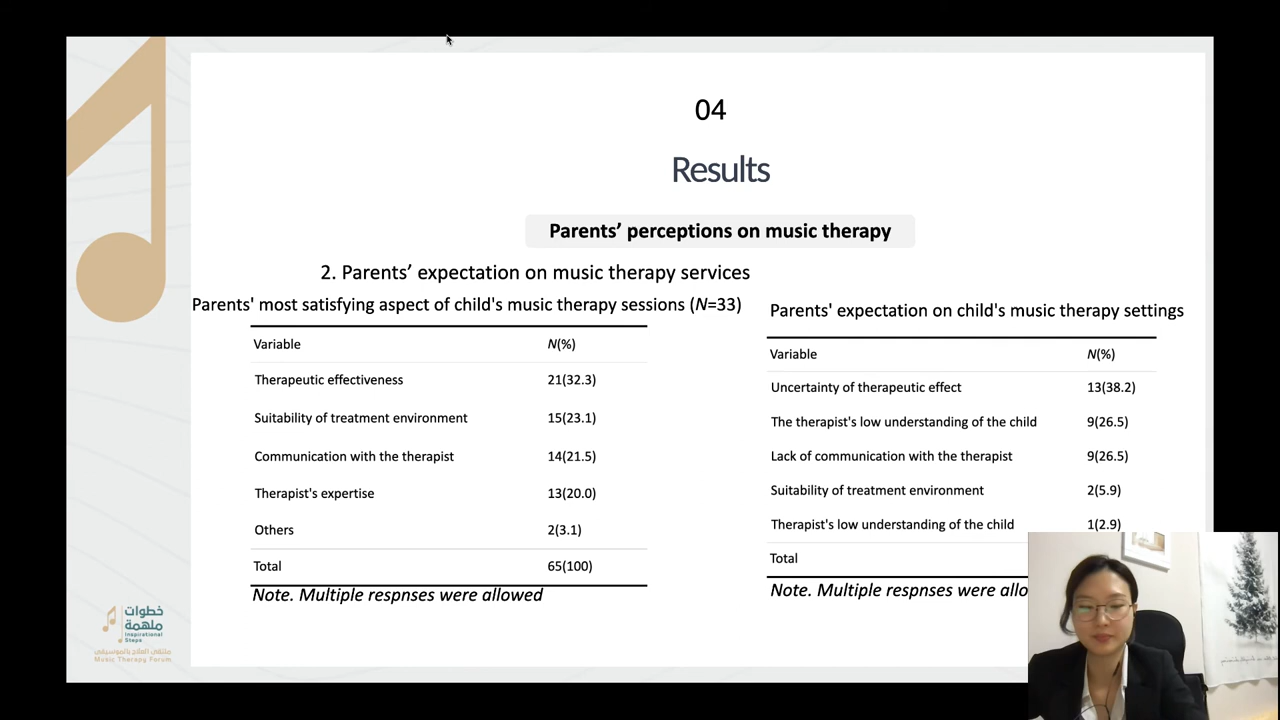 04
Results
Parents’ perceptions on music therapy
2. Parents’ expectation on music therapy services
Parents' most satisfying aspect of child's music therapy sessions (N=33)
Variable N(%)
Therapeutic effectiveness 21(32.3)
Suitability of treatment environment 15(23.1)
Communication with the therapist 14(21.5)
Therapist's expertise 13(20.0)
Others 2(3.1)
Total 65(100)
Note. Multiple respnses were allowed
Parents' expectation on child's music therapy settings
Variable N(%)
Uncertainty of therapeutic effect 13(38.2)
The therapist's low understanding of the child 9(26.5)
Lack of communication with the therapist 9(26.5)
Suitability of treatment environment 2(5.9)
Therapist's low understanding of the child 1(2.9)
Total
Note. Multiple respnses were allo
خطوات
ملهمة
Inspirational
Steps
ملتقى العلاج بالموسيقى
Music Therapy Forum